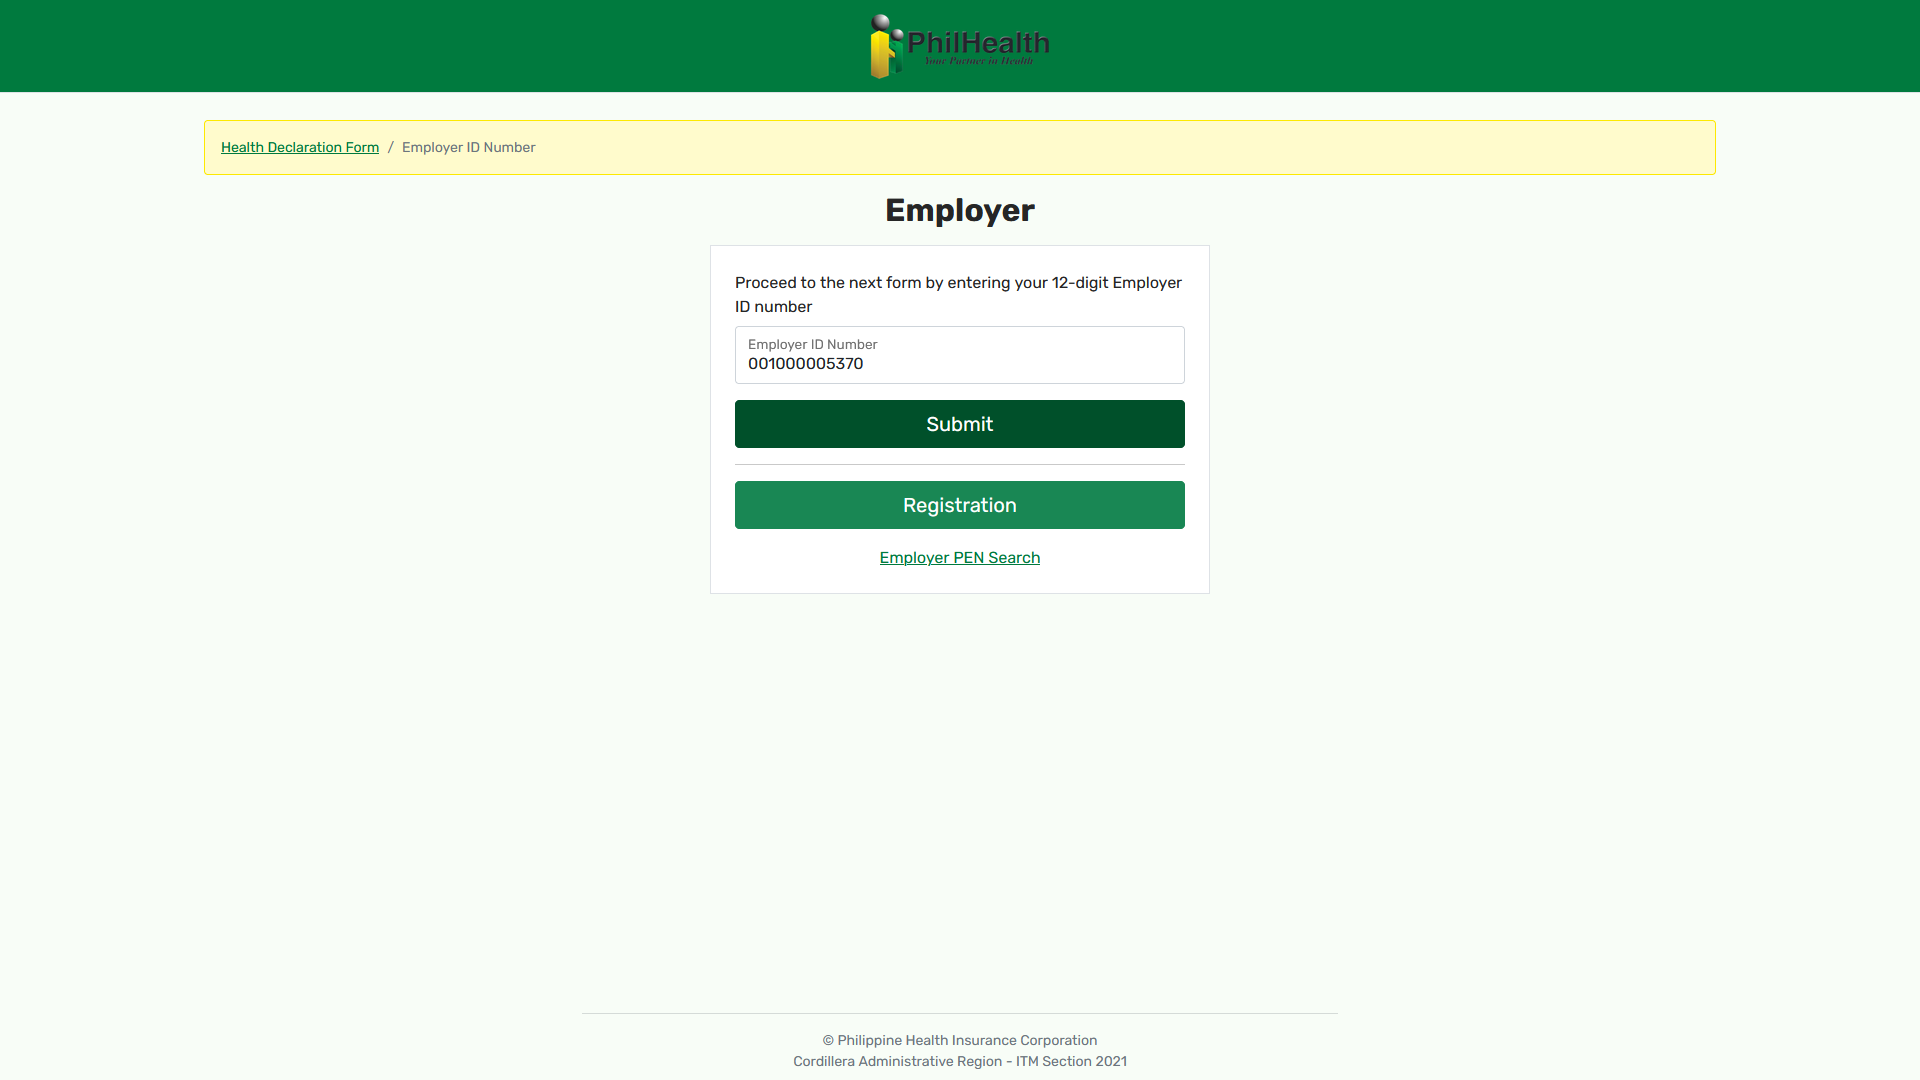 PhilHealth
Your Partner in Health
Health Declaration Form / Employer ID Number
Employer
Proceed to the next form by entering your 12-digit Employer
ID number
Employer ID Number
001000005370
Submit
Registration
Employer PEN Search
© Philippine Health Insurance Corporation
Cordillera Administrative Region - ITM Section 2021